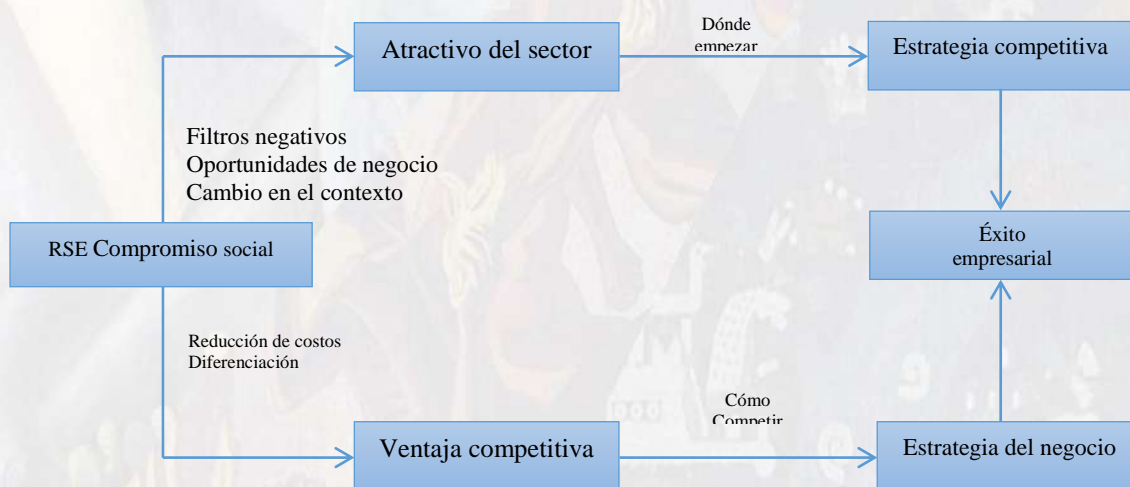 Dónde
empezar
Atractivo del sector
Estrategia competitiva
Filtros negativos
Oportunidades de negocio
Cambio en el contexto
RSE Compromiso social
Éxito
empresarial
Reducción de costos
Diferenciación
Cómo
Competir
Ventaja competitiva
Estrategia del negocio